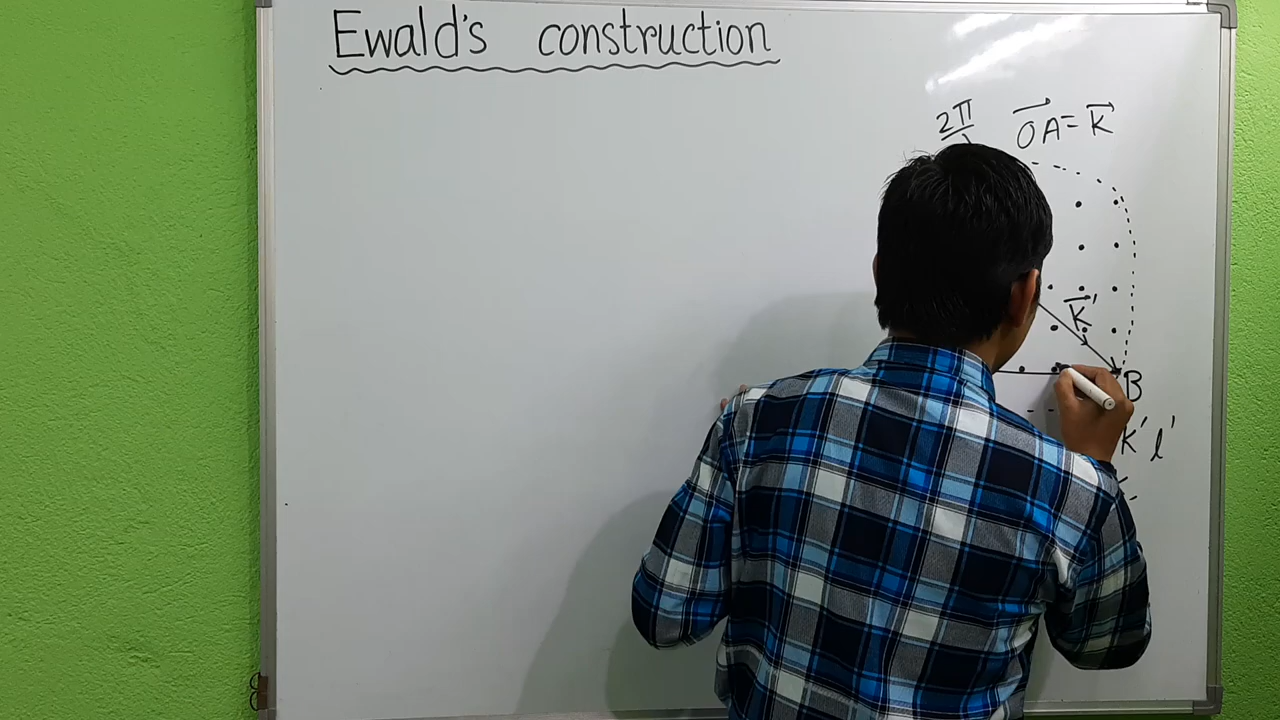 Ewald's construction
2π
OA⃗ = K⃗
K⃗'
B
K' l'